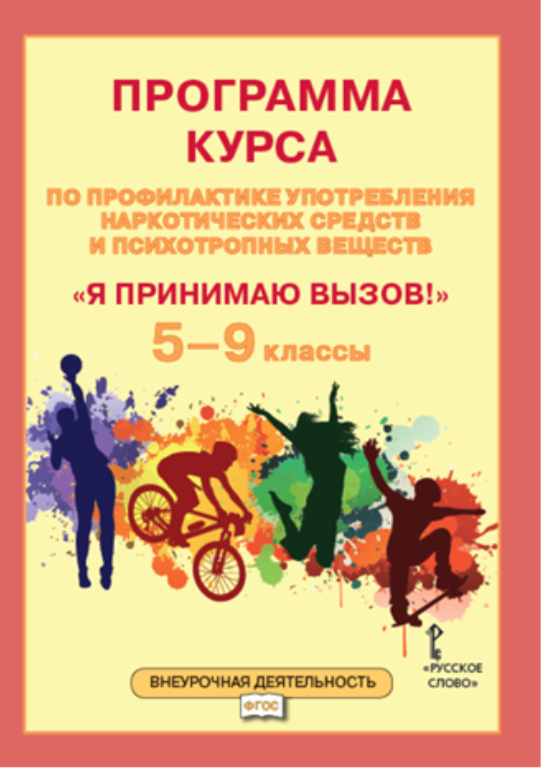 ПРОГРАММА
КУРСА
ПО ПРОФИЛАКТИКЕ УПОТРЕБЛЕНИЯ
НАРКОТИЧЕСКИХ СРЕДСТВ
И ПСИХОТРОПНЫХ ВЕЩЕСТВ
«Я ПРИНИМАЮ ВЫЗОВ!»
5–9 классы
«РУССКОЕ
СЛОВО»
ВНЕУРОЧНАЯ ДЕЯТЕЛЬНОСТЬ
ФГОС